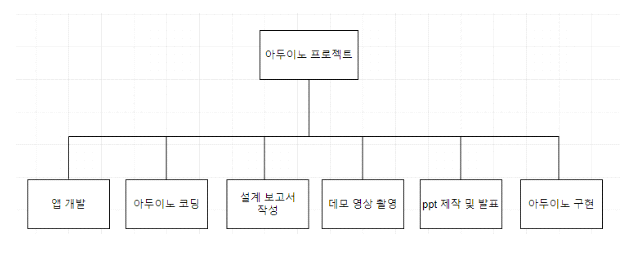 아두이노 프로젝트
앱 개발
아두이노 코딩
설계 보고서
작성
데모 영상 촬영
ppt 제작 및 발표
아두이노 구현